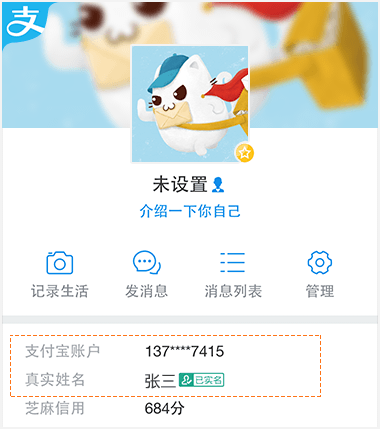 支
未设置
介绍一下你自己
记录生活 发消息 消息列表 管理
支付宝账户 137****7415
真实姓名 张三 已实名
芝麻信用 684分